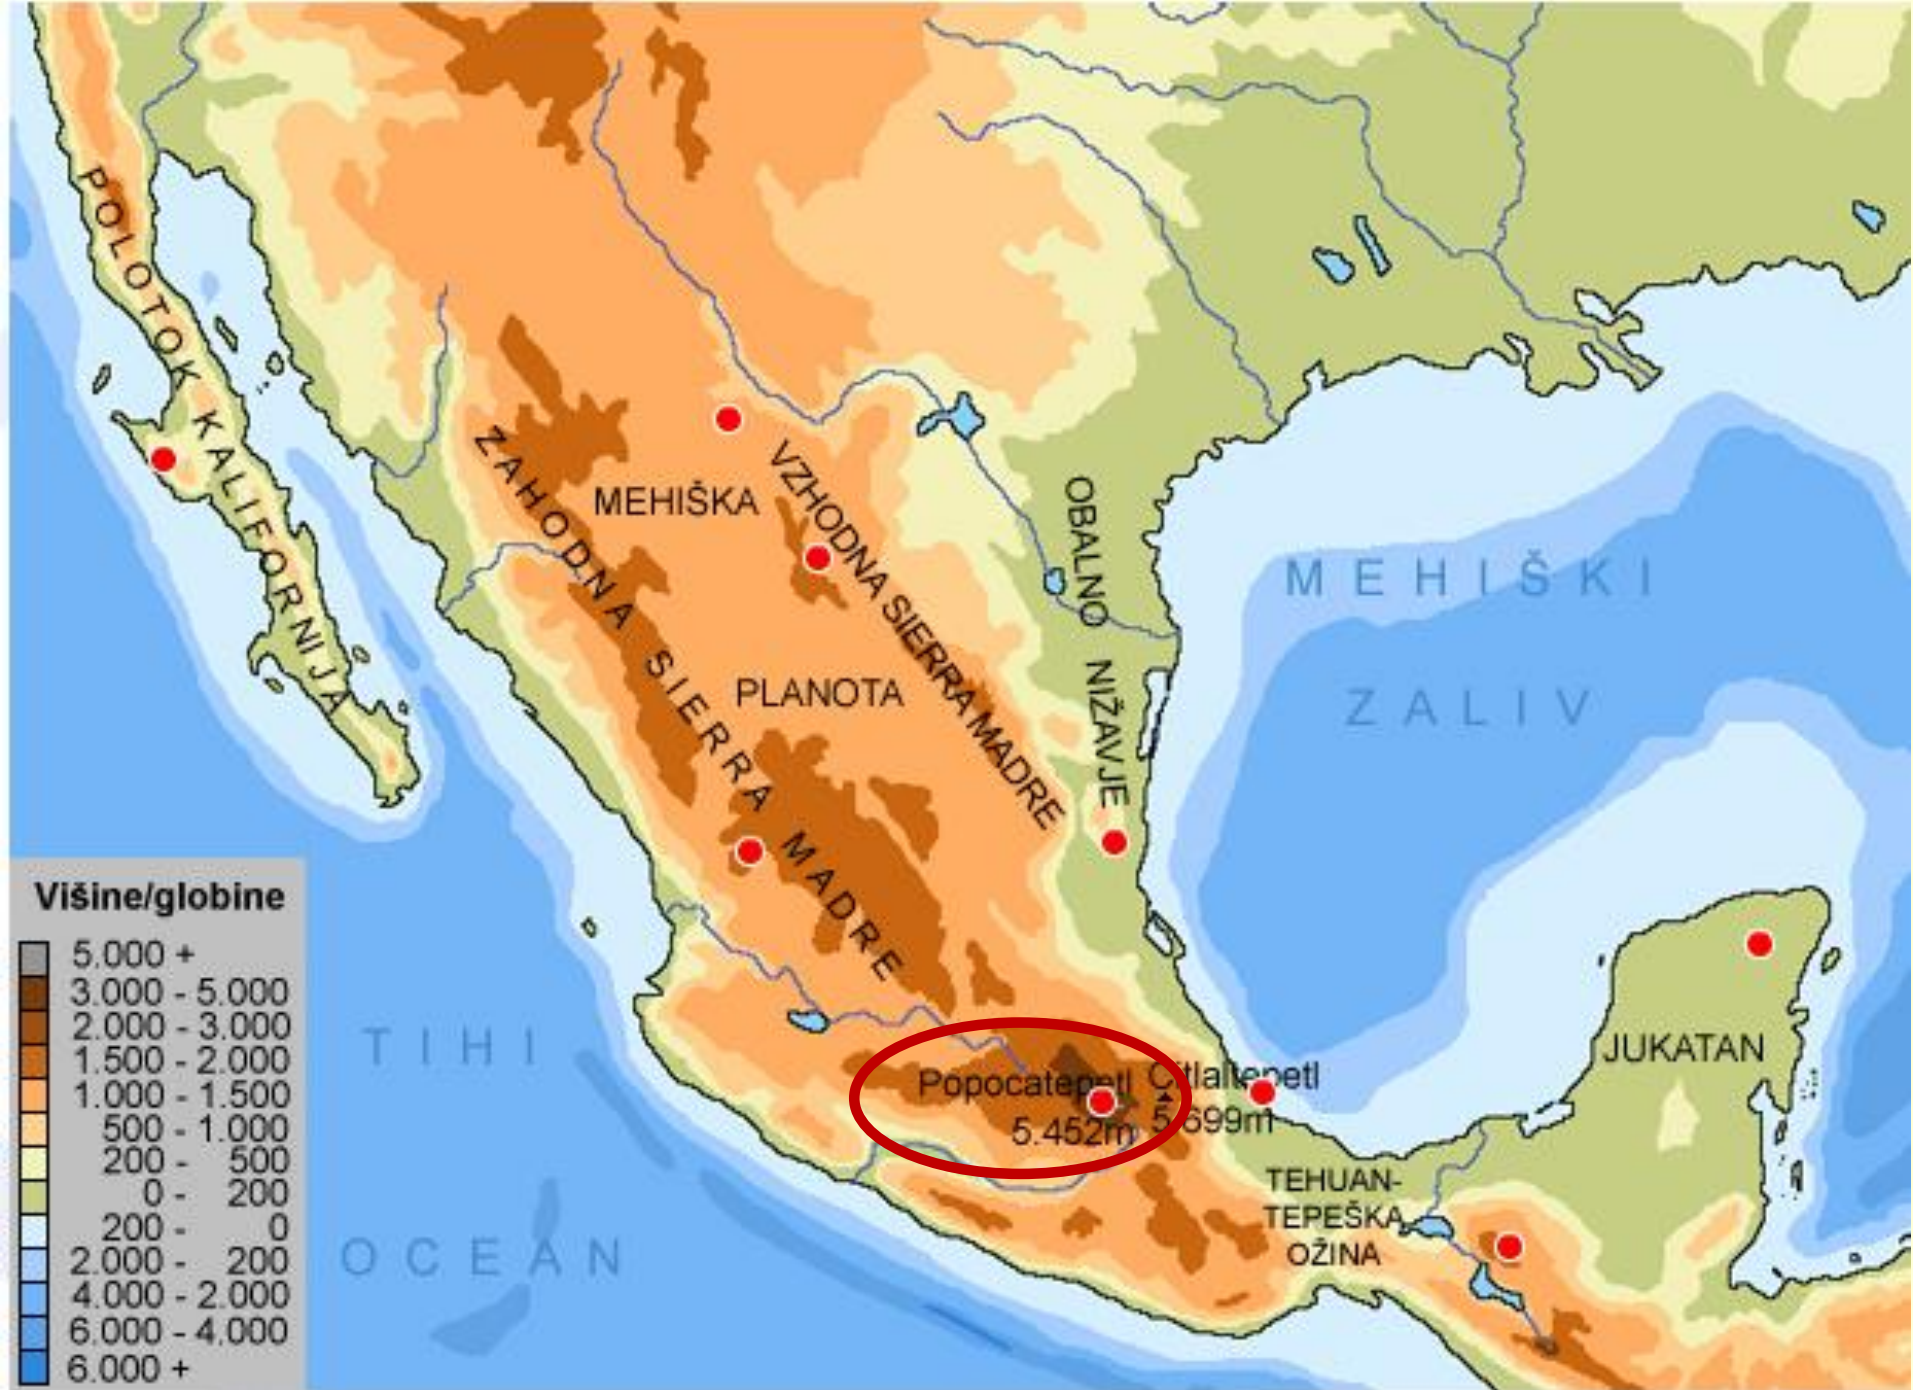 POLOTOK KALIFORNIJA
ZAHODNA SIERRA MADRE
MEHIŠKA
PLANOTA
VZHODNA SIERRA MADRE
OBALNO NIŽAVJE
MEHIŠKI
ZALIV
TIHI
OCEAN
Popocatepetl
5.452m
Citlaltepetl
5.699m
JUKATAN
TEHUAN-
TEPEŠKA
OŽINA
Višine/globine
5.000 +
3.000 - 5.000
2.000 - 3.000
1.500 - 2.000
1.000 - 1.500
500 - 1.000
200 - 500
0 - 200
200 - 0
2.000 - 200
4.000 - 2.000
6.000 - 4.000
6.000 +